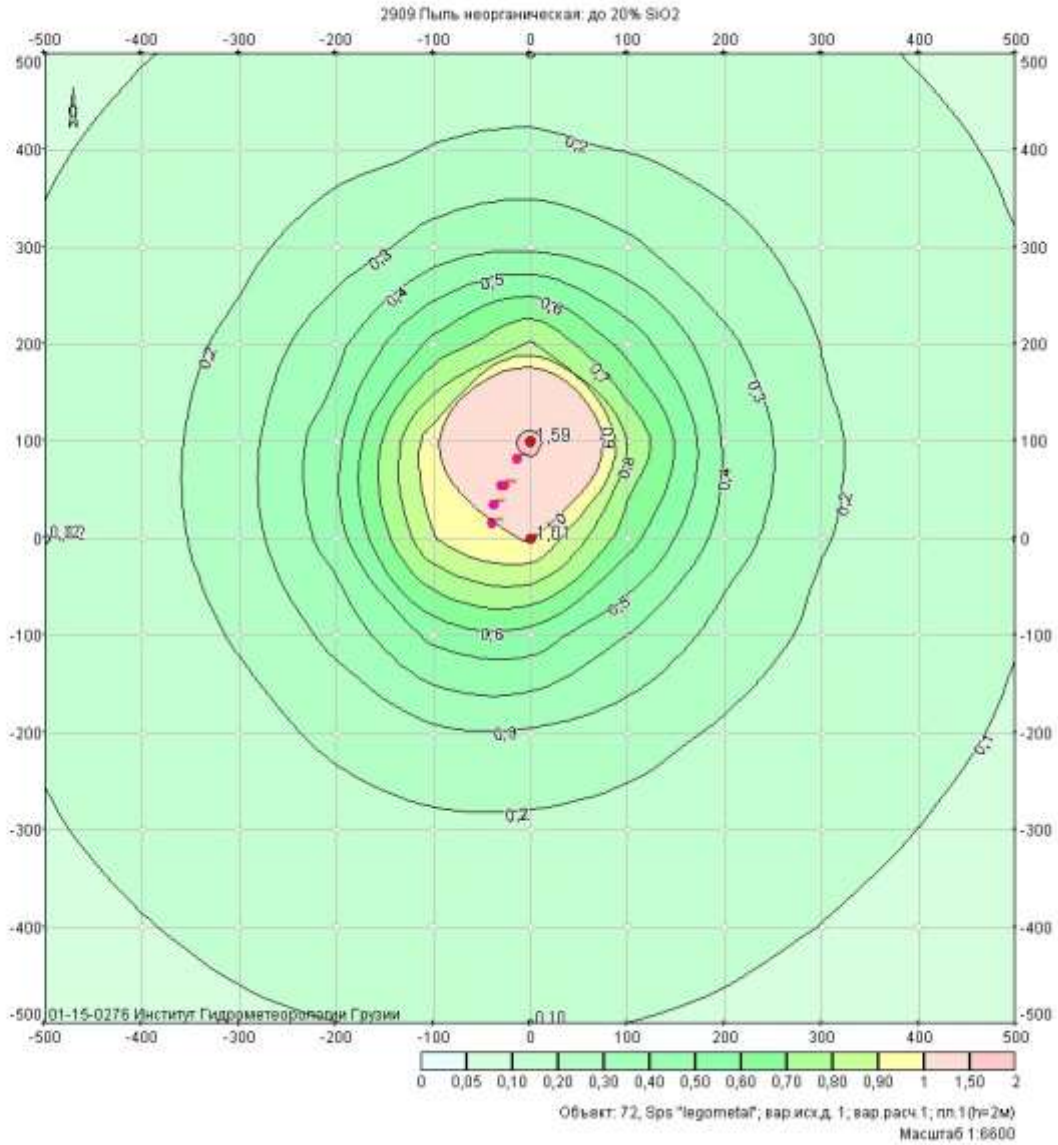 2909 Пыль неорганическая: до 20% SiO2
-500 -400 -300 -200 -100 0 100 200 300 400 500
500 500
0,2
400 400
300 300
0,3 0,5
0,4 0,6
200 200
0,2 0,7
0,3
100 1,59 0,9 100
0,8 0,4
0,2
0 1,01 0
0,5
-100 0,6 -100
-200 0,3 0,1 -200
0,2
-300 -300
-400 -400
-500 01-15-0276 Институт Гидрометеорологии Грузии 0,10 -500
-500 -400 -300 -200 -100 0 100 200 300 400 500
0 0,05 0,10 0,20 0,30 0,40 0,50 0,60 0,70 0,80 0,90 1 1,50 2
Объект: 72, Sps "legometal"; вар.исх.д. 1; вар.расч.1; пл.1(h=2м)
Масштаб 1:6600